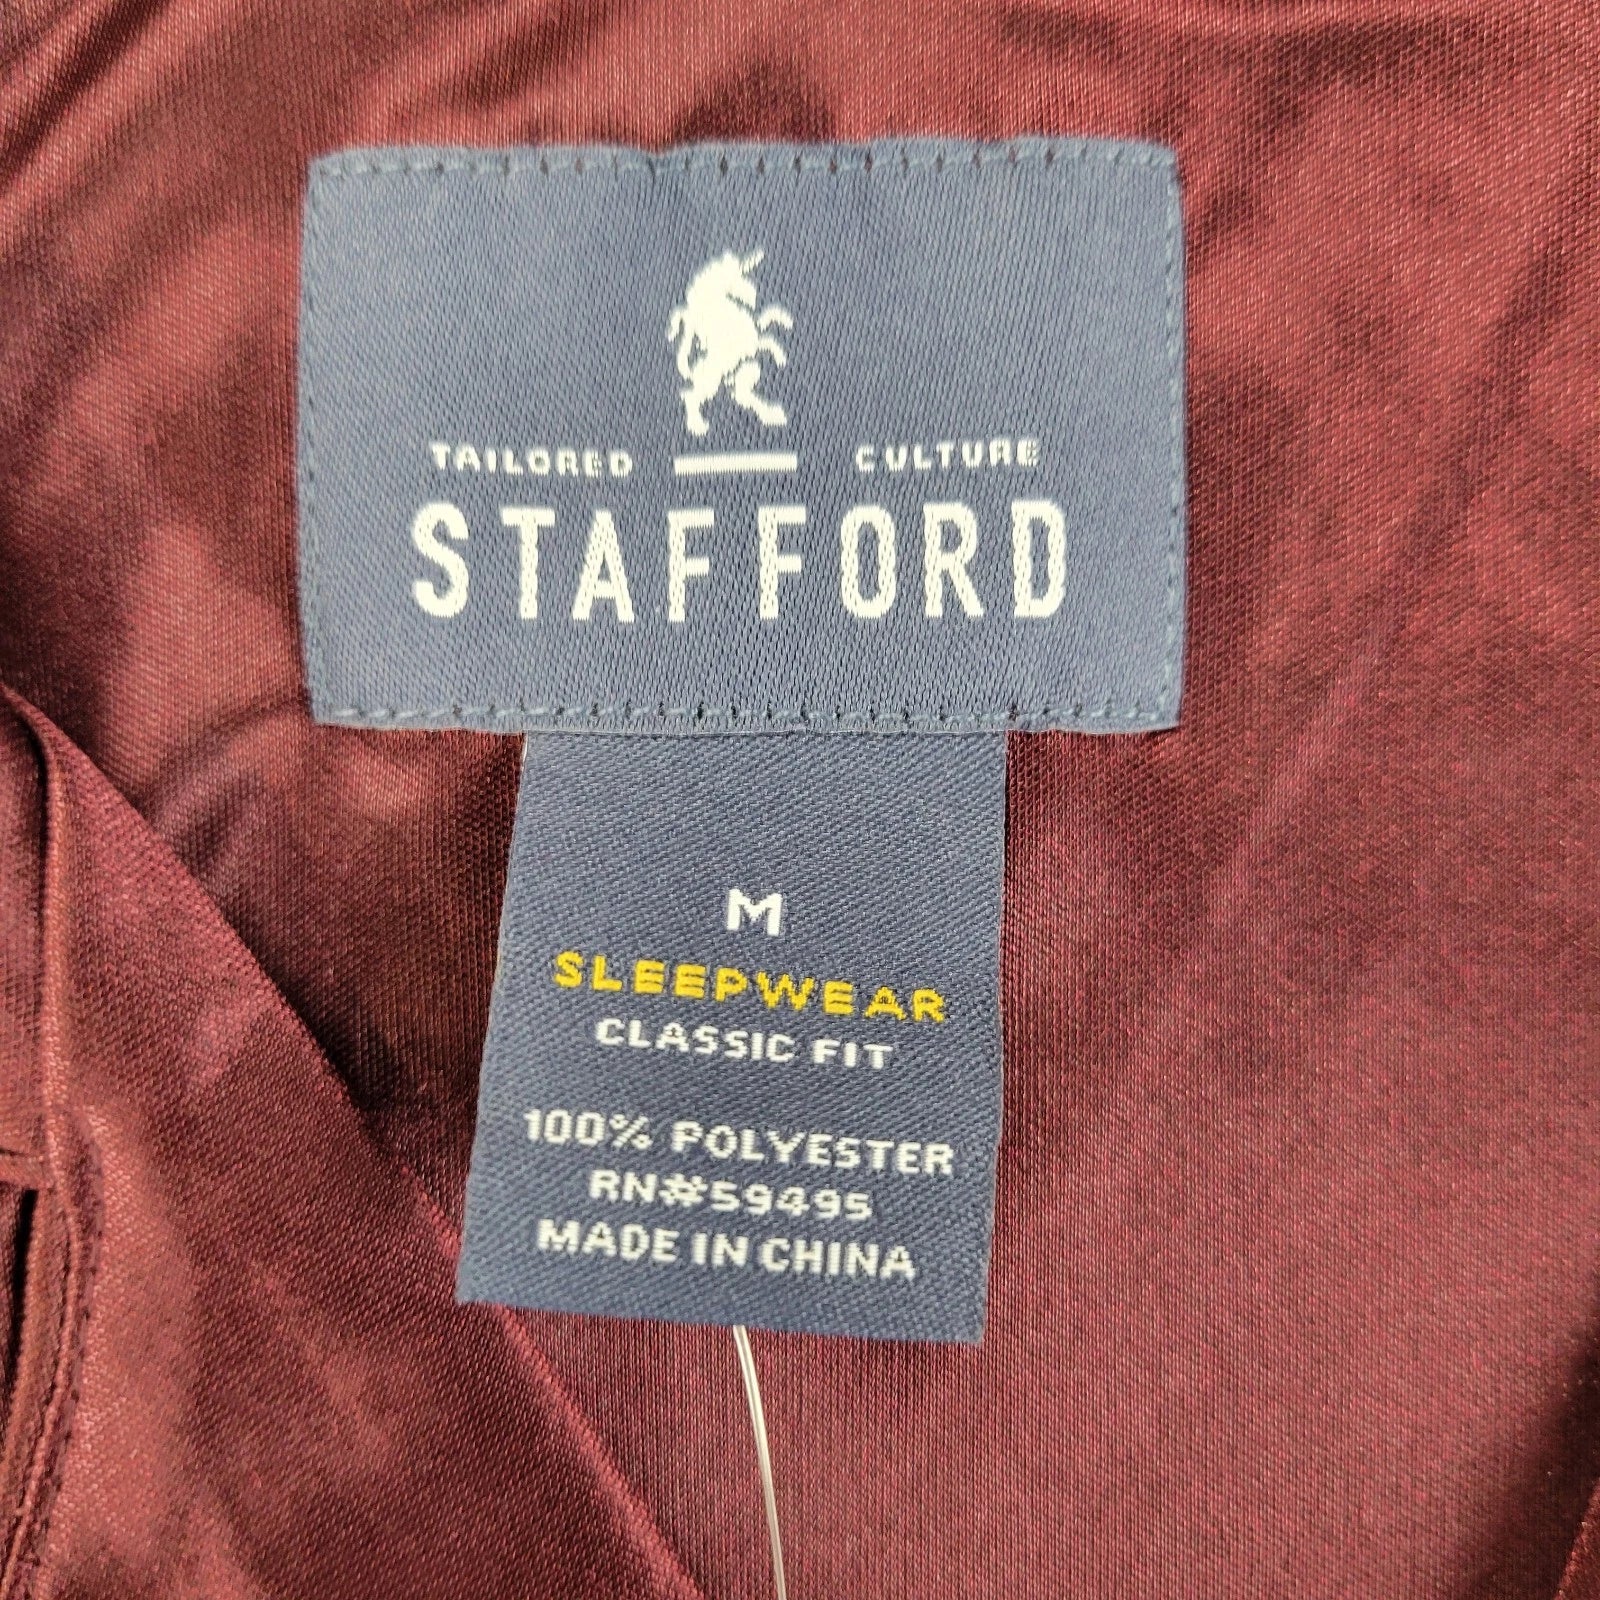 TAILORED CULTURE
STAFFORD
M
SLEEPWEAR
CLASSIC FIT
100% POLYESTER
RN#59495
MADE IN CHINA